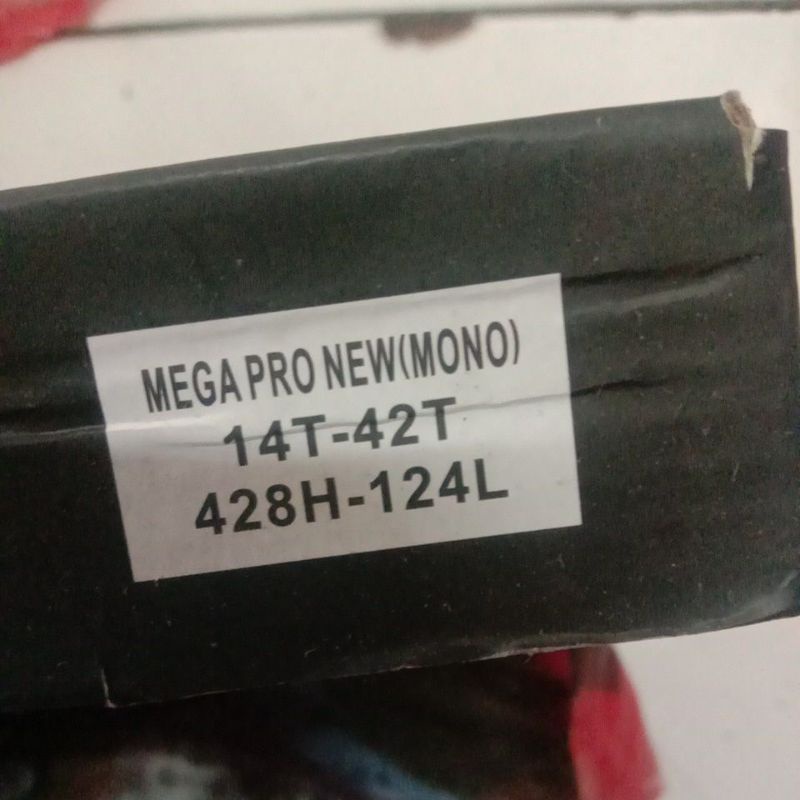 MEGA PRO NEW(MONO)
14T-42T
428H-124L